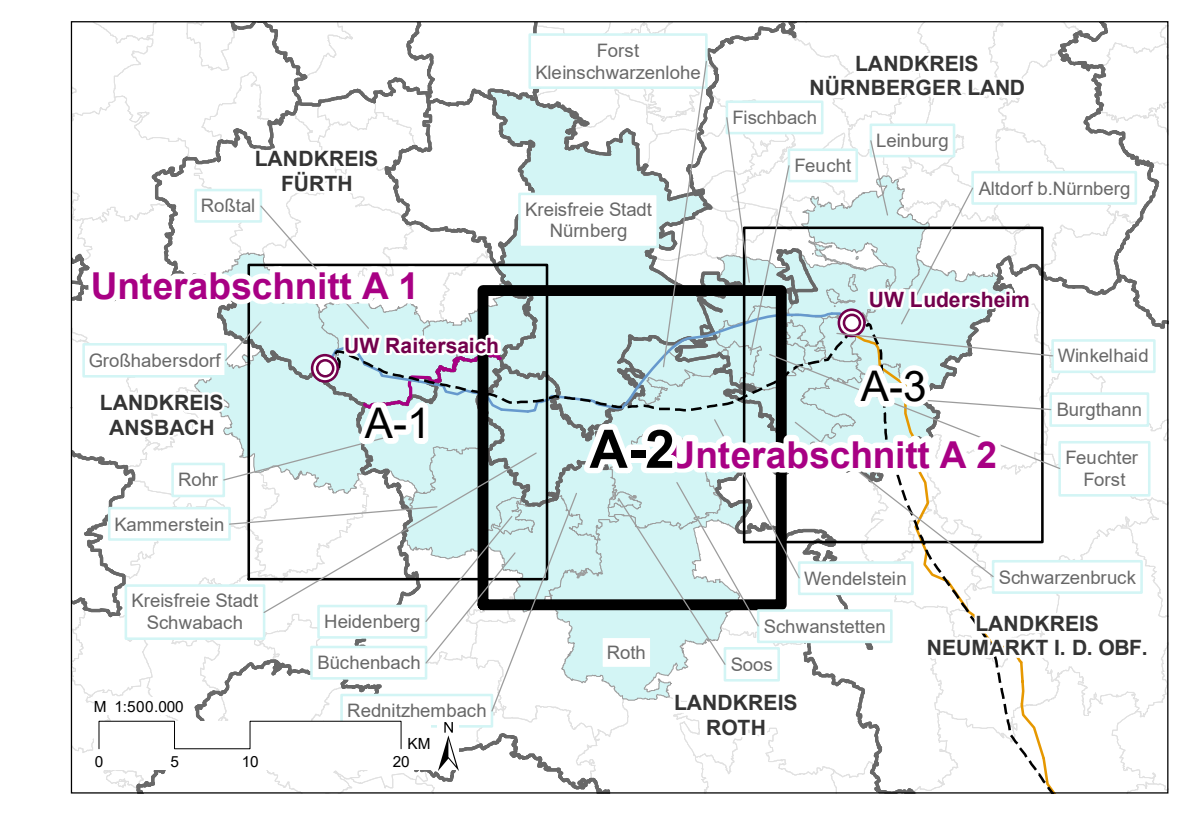 Forst
Kleinschwarzenlohe
LANDKREIS
NÜRNBERGER LAND
Fischbach
Leinburg
LANDKREIS
FÜRTH
Feucht
Altdorf b.Nürnberg
Roßtal
Kreisfreie Stadt
Nürnberg
Unterabschnitt A 1
UW Ludersheim
UW Raitersaich
Großhabersdorf
Winkelhaid
A-3
LANDKREIS
ANSBACH
A-1
Burgthann
A-2
Unterabschnitt A 2
Feuchter
Forst
Rohr
Kammerstein
Wendelstein
Schwarzenbruck
Kreisfreie Stadt
Schwabach
Heidenberg
Schwanstetten
LANDKREIS
NEUMARKT I. D. OBF.
Büchenbach
Roth
Soos
Rednitzhembach
LANDKREIS
ROTH
M 1:500.000
N
KM
0 5 10 20